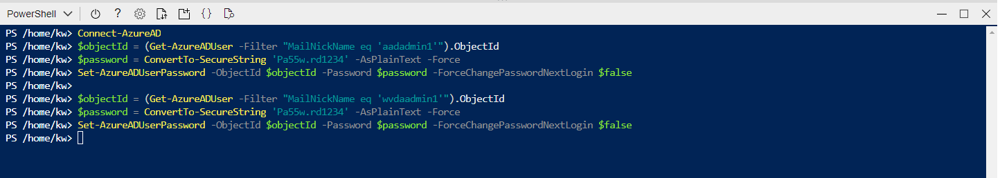 PowerShell
PS /home/kw> Connect-AzureAD
PS /home/kw> $objectId = (Get-AzureADUser -Filter "MailNickName eq 'aadadmin1'").ObjectId
PS /home/kw> $password = ConvertTo-SecureString 'Pa55w.rd1234' -AsPlainText -Force
PS /home/kw> Set-AzureADUserPassword -ObjectId $objectId -Password $password -ForceChangePasswordNextLogin $false
PS /home/kw>
PS /home/kw> $objectId = (Get-AzureADUser -Filter "MailNickName eq 'wvdaadmin1'").ObjectId
PS /home/kw> $password = ConvertTo-SecureString 'Pa55w.rd1234' -AsPlainText -Force
PS /home/kw> Set-AzureADUserPassword -ObjectId $objectId -Password $password -ForceChangePasswordNextLogin $false
PS /home/kw>